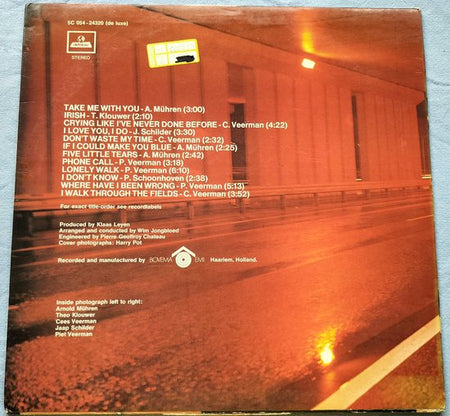 5C 054-24320 (de luxe)
STEREO
TAKE ME WITH YOU - A. Mühren (3:00)
IRISH - T. Klouwer (2:10)
CRYING LIKE I'VE NEVER DONE BEFORE - C. Veerman (4:22)
I LOVE YOU, I DO - J. Schilder (3:30)
DON'T WASTE MY TIME - C. Veerman (2:32)
IF I COULD MAKE YOU BLUE - A. Mühren (2:25)
FIVE LITTLE TEARS - A. Mühren (2:42)
PHONE CALL - P. Veerman (3:18)
LONELY WALK - P. Veerman (6:10)
I DON'T KNOW - P. Schoonhoven (2:38)
WHERE HAVE I BEEN WRONG - P. Veerman (5:13)
I WALK THROUGH THE FIELDS - C. Veerman (3:52)
For exact title-order see recordlabels
Produced by Klaas Leyen
Arranged and conducted by Wim Jongbloed
Engineered by Pierre Geoffroy Chateau
Cover photographs: Harry Pot
Recorded and manufactured by BOVEMA EMI Haarlem, Holland.
Inside photograph left to right:
Arnold Mühren
Theo Klouwer
Cees Veerman
Jaap Schilder
Piet Veerman